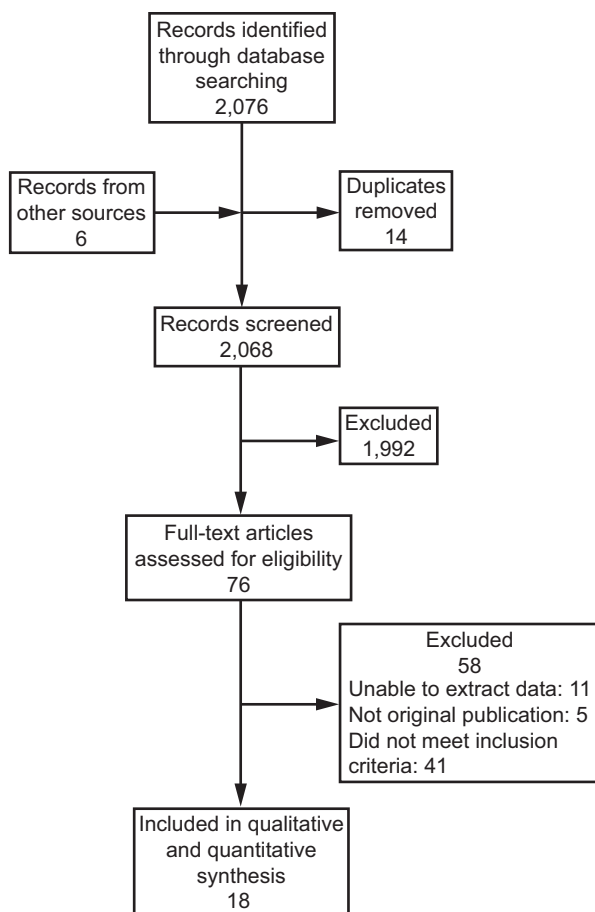 Records identified
through database
searching
2,076
Records from
other sources
6
Duplicates
removed
14
Records screened
2,068
Excluded
1,992
Full-text articles
assessed for eligibility
76
Excluded
58
Unable to extract data: 11
Not original publication: 5
Did not meet inclusion
criteria: 41
Included in qualitative
and quantitative
synthesis
18